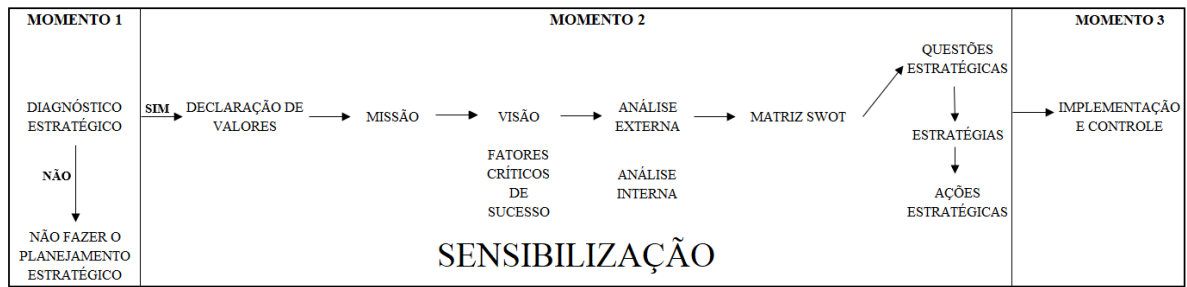 MOMENTO 1
DIAGNÓSTICO
ESTRATÉGICO
SIM
NÃO
NÃO FAZER O
PLANEJAMENTO
ESTRATÉGICO
MOMENTO 2
DECLARAÇÃO DE
VALORES
MISSÃO
VISÃO
FATORES
CRÍTICOS
DE
SUCESSO
ANÁLISE
EXTERNA
ANÁLISE
INTERNA
MATRIZ SWOT
QUESTÕES
ESTRATÉGICAS
ESTRATÉGIAS
AÇÕES
ESTRATÉGICAS
SENSIBILIZAÇÃO
MOMENTO 3
IMPLEMENTAÇÃO
E CONTROLE